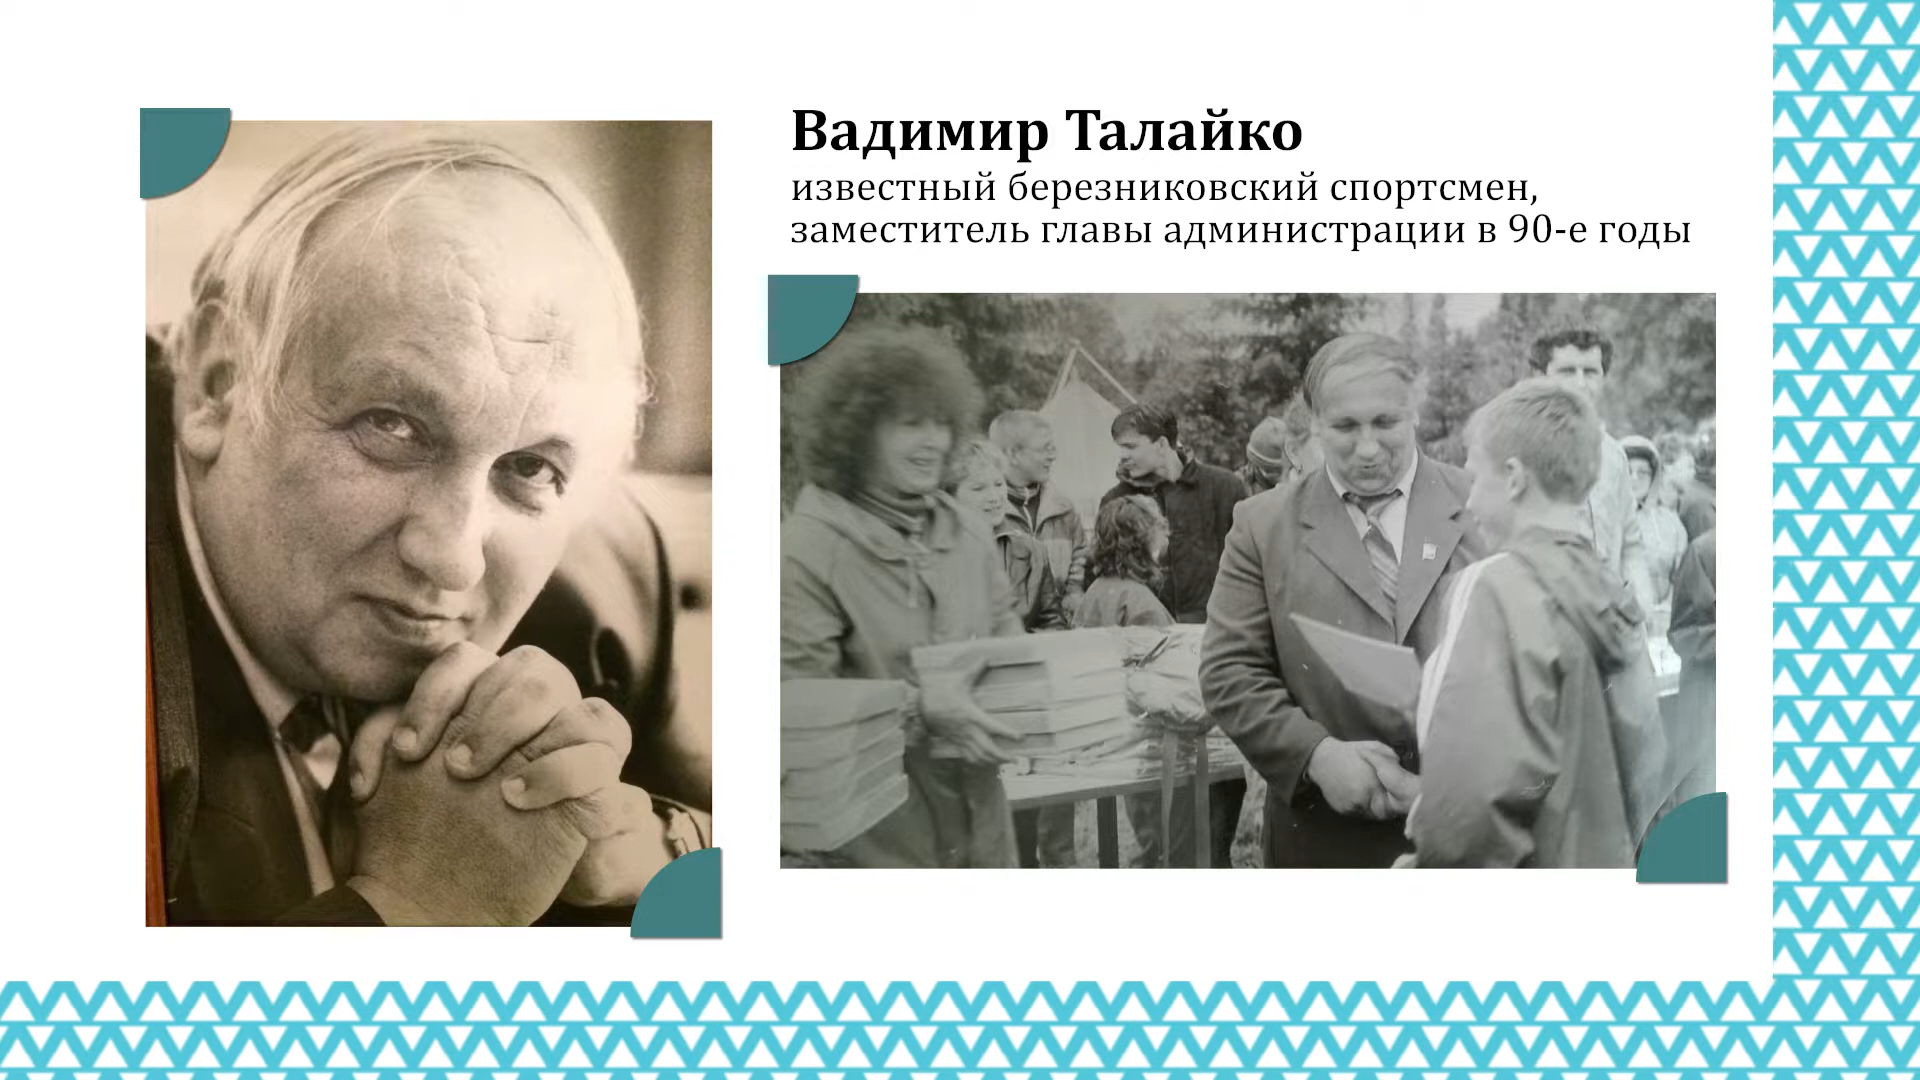 Вадимир Талайко
известный березниковский спортсмен,
заместитель главы администрации в 90-е годы